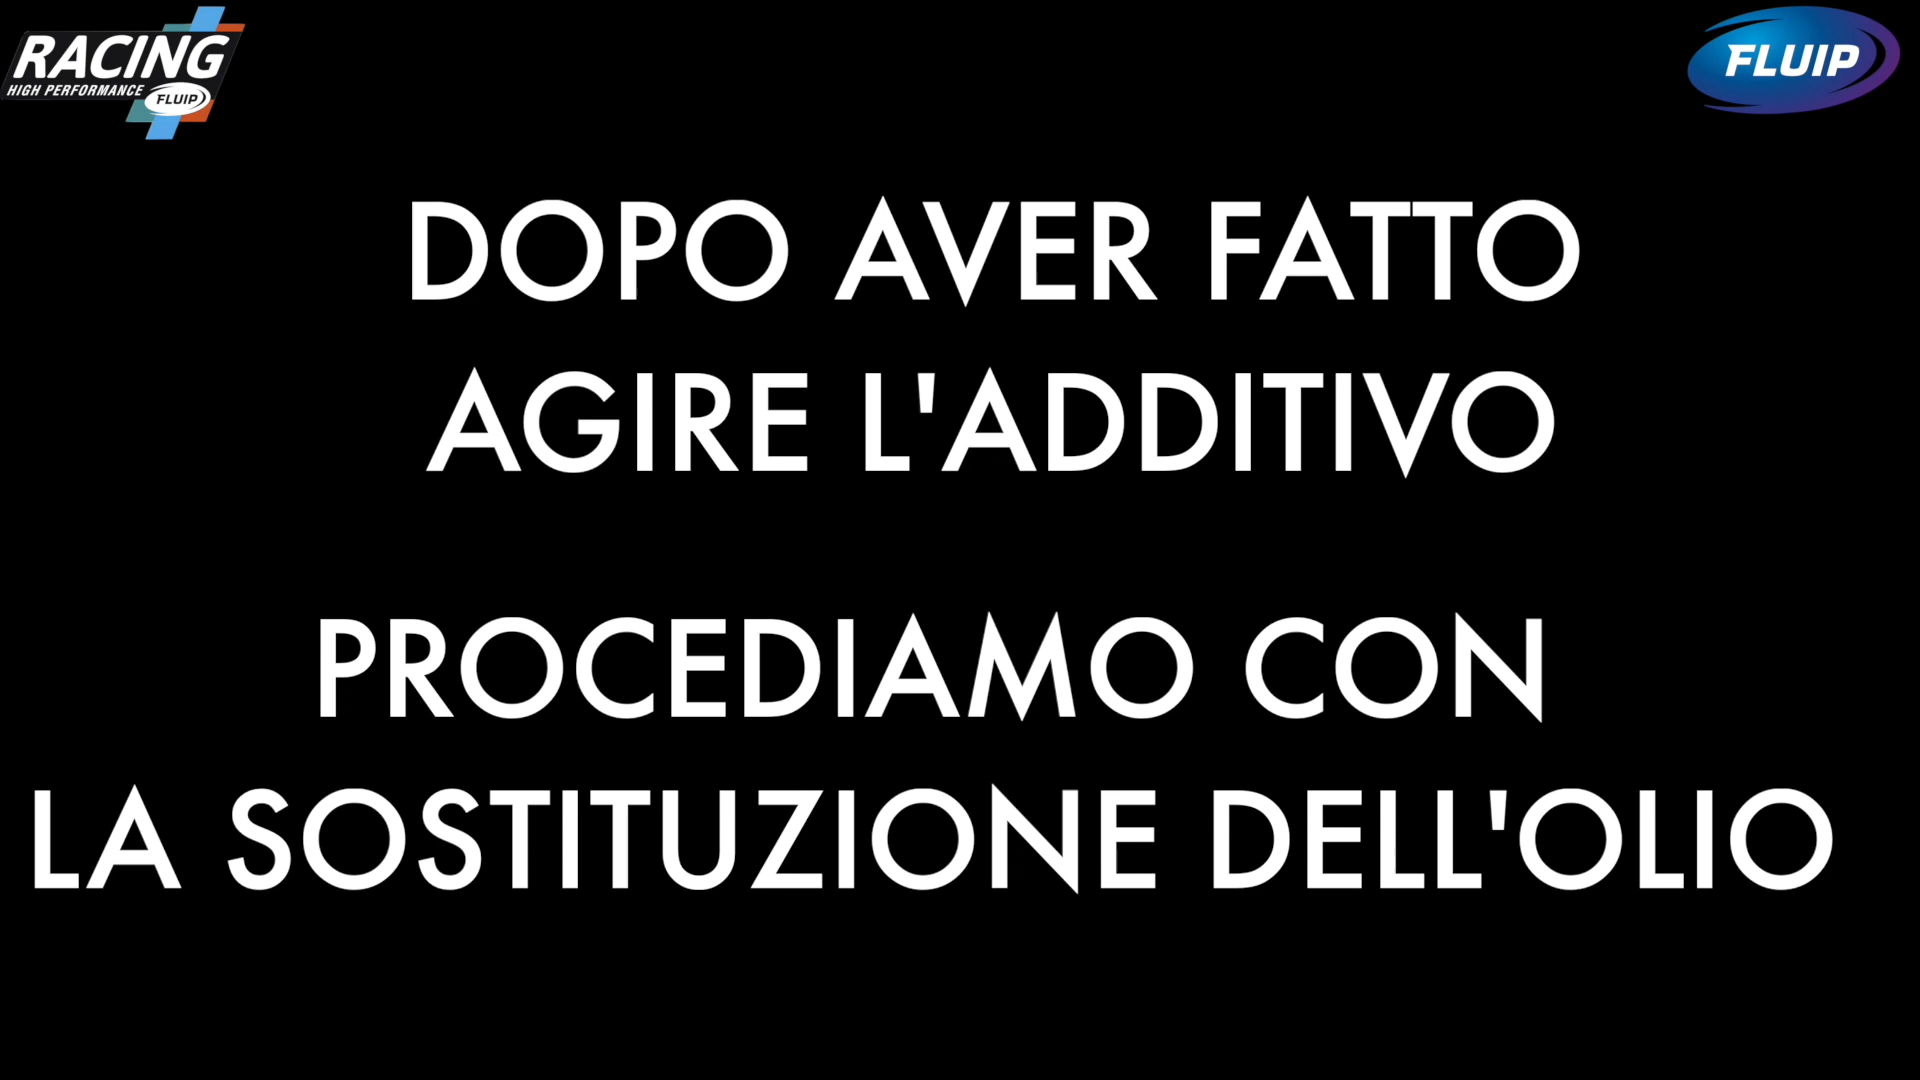 RACING
HIGH PERFORMANCE
FLUIP
FLUIP
DOPO AVER FATTO
AGIRE L'ADDITIVO
PROCEDIAMO CON
LA SOSTITUZIONE DELL'OLIO